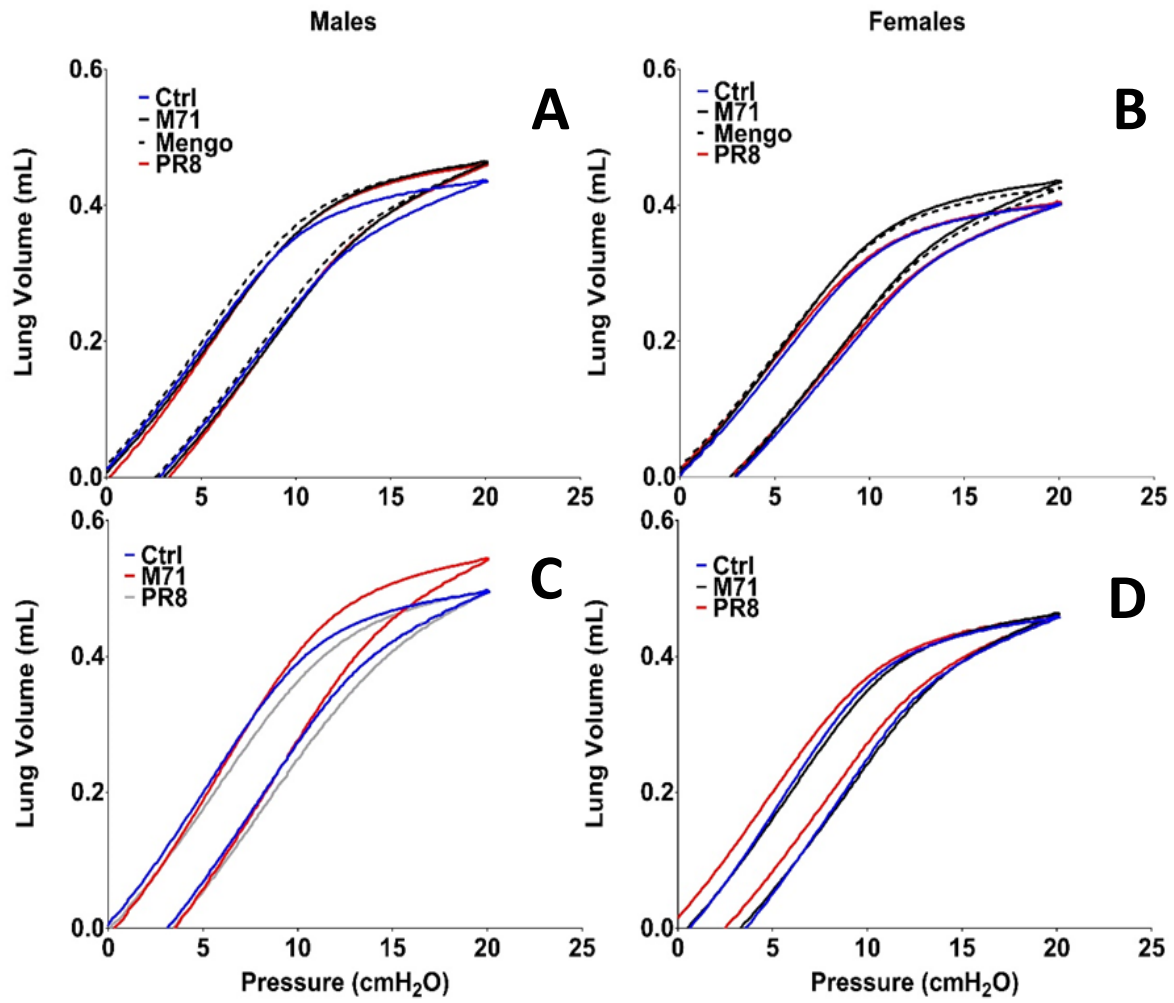 Males
Females
A
Ctrl
M71
Mengo
PR8
Lung Volume (mL)
0.6
0.4
0.2
0.0
0 5 10 15 20 25
B
Ctrl
M71
Mengo
PR8
Lung Volume (mL)
0.6
0.4
0.2
0.0
0 5 10 15 20 25
C
Ctrl
M71
PR8
Lung Volume (mL)
0.6
0.4
0.2
0.0
0 5 10 15 20 25
Pressure (cmH₂O)
D
Ctrl
M71
PR8
Lung Volume (mL)
0.6
0.4
0.2
0.0
0 5 10 15 20 25
Pressure (cmH₂O)